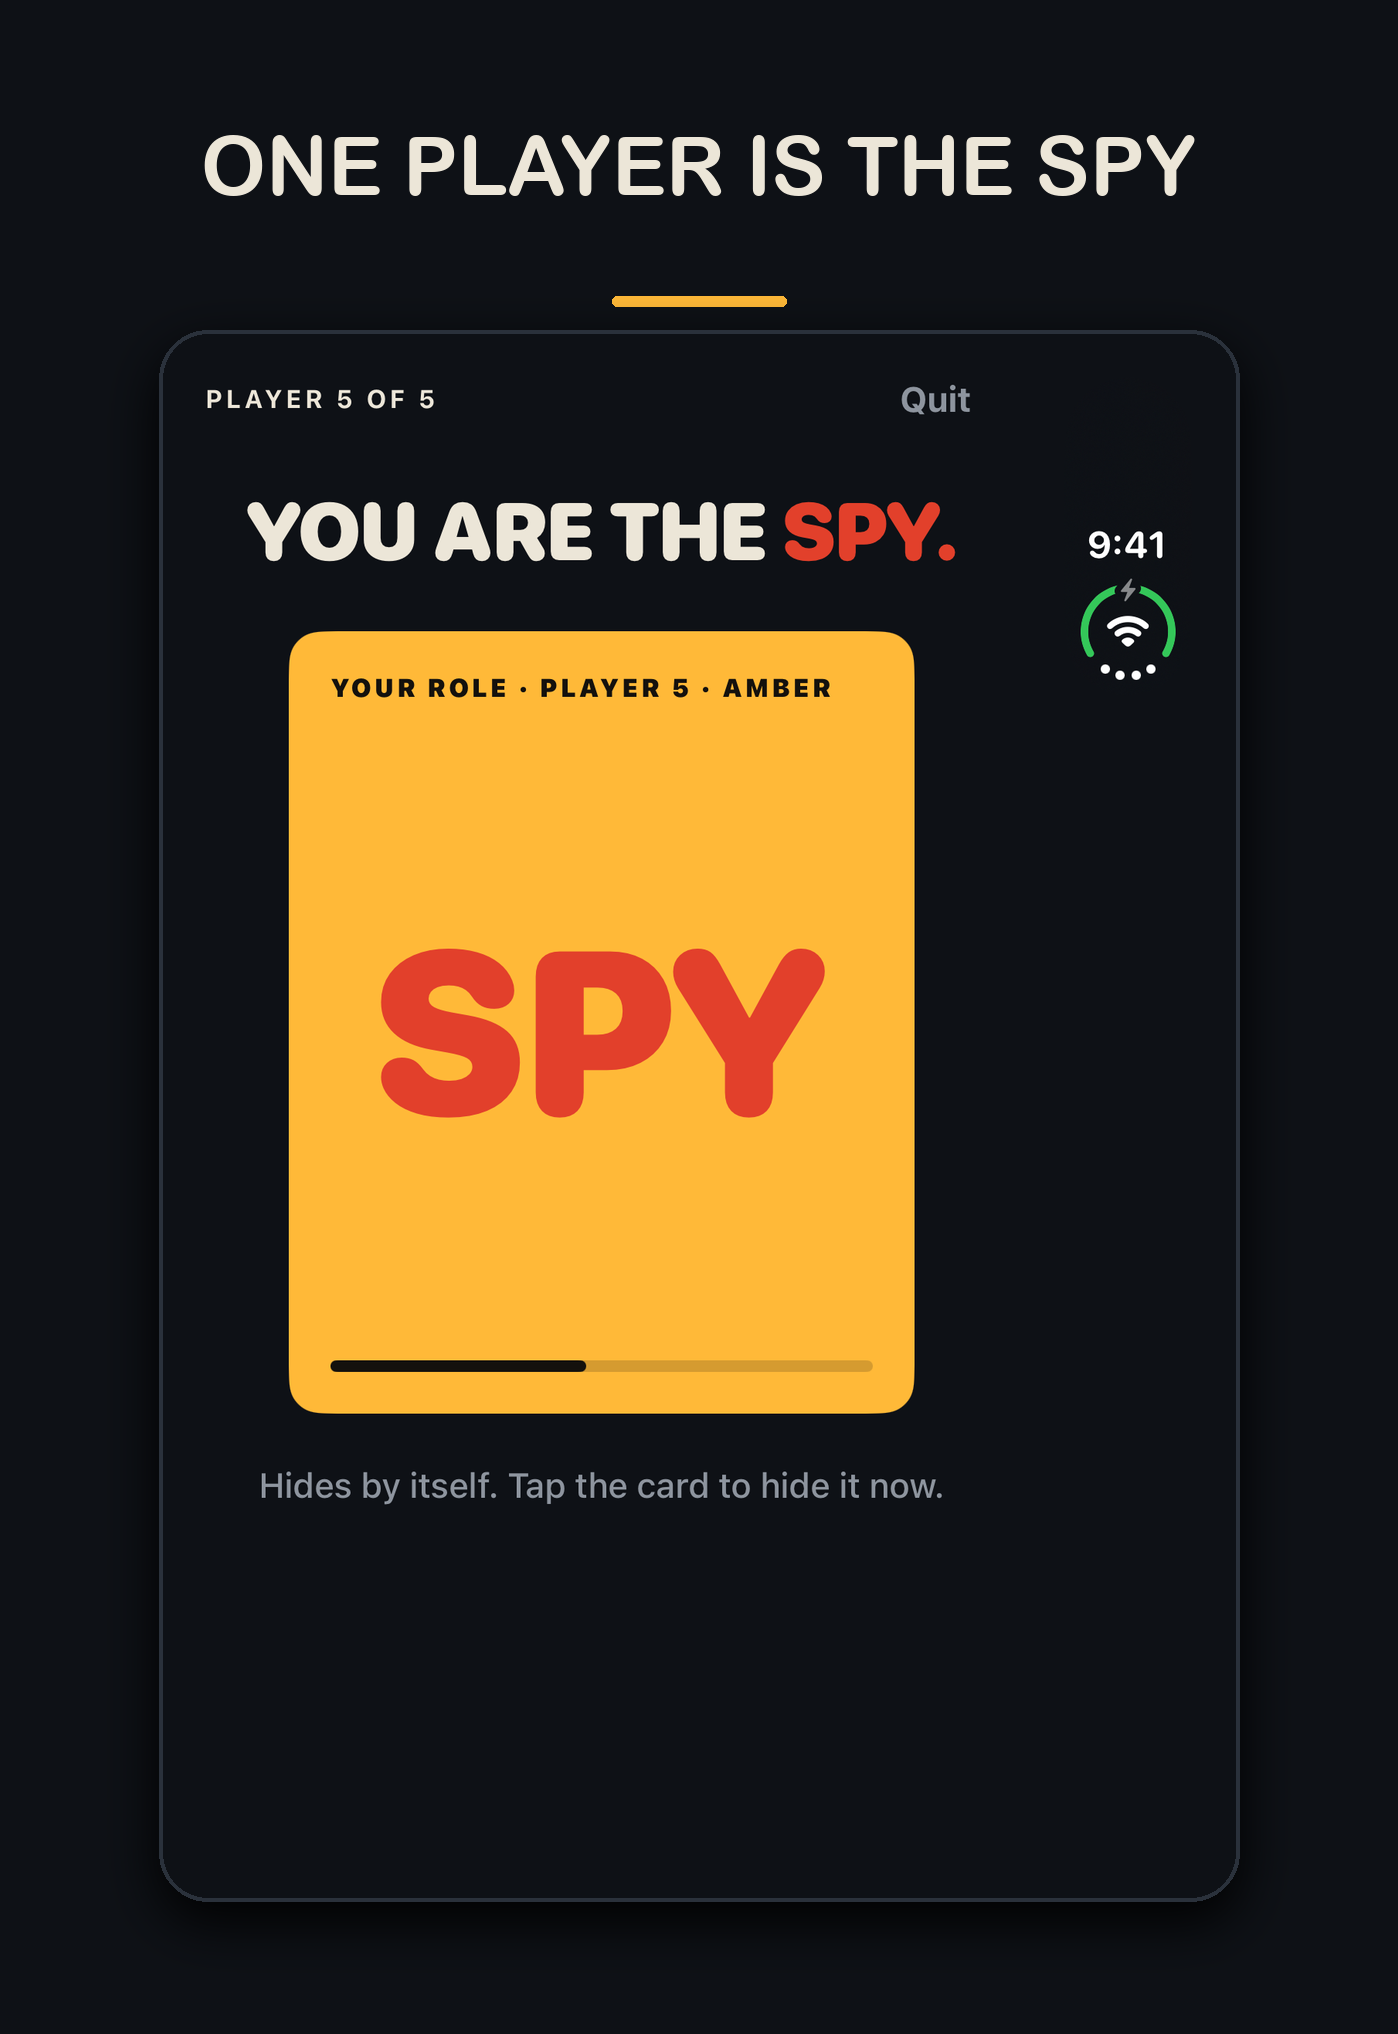 ONE PLAYER IS THE SPY
PLAYER 5 OF 5
Quit
YOU ARE THE SPY.
9:41
YOUR ROLE · PLAYER 5 · AMBER
SPY
Hides by itself. Tap the card to hide it now.